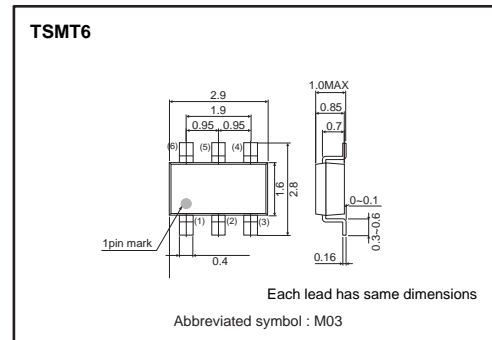 TSMT6
2.9
1.9
0.95 0.95
(6) (5) (4)
1.6
2.8
(1) (2) (3)
1pin mark
0.4
1.0MAX
0.85
0.7
0~0.1
0.3~0.6
0.16
Each lead has same dimensions
Abbreviated symbol : M03